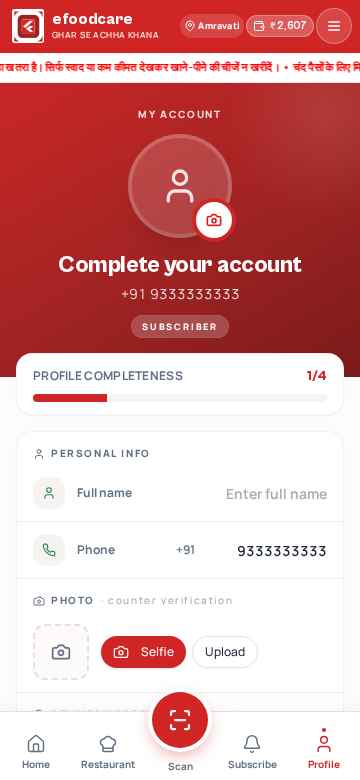 efoodcare
GHAR SE ACHHA KHANA
Amravati
₹2,607
खतरा है। सिर्फ स्वाद या कम कीमत देखकर खाने-पीने की चीजें न खरीदें। • चंद पैसों के लिए
MY ACCOUNT
Complete your account
+91 9333333333
SUBSCRIBER
PROFILE COMPLETENESS
1/4
PERSONAL INFO
Full name
Enter full name
Phone
+91
9333333333
PHOTO · counter verification
Selfie
Upload
Home
Restaurant
Scan
Subscribe
Profile